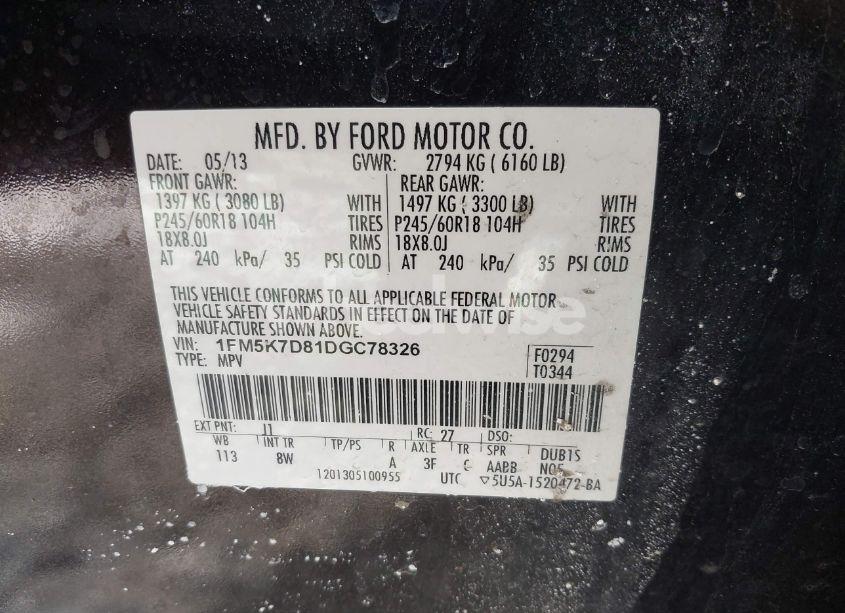 MFD. BY FORD MOTOR CO.
DATE: 05/13 GVWR: 2794 KG ( 6160 LB)
FRONT GAWR: REAR GAWR:
1397 KG ( 3080 LB) WITH 1497 KG ( 3300 LB) WITH
P245/60R18 104H TIRES P245/60R18 104H TIRES
18X8.0J RIMS 18X8.0J RIMS
AT 240 kPa/ 35 PSI COLD AT 240 kPa/ 35 PSI COLD
THIS VEHICLE CONFORMS TO ALL APPLICABLE FEDERAL MOTOR
VEHICLE SAFETY STANDARDS IN EFFECT ON THE DATE OF
MANUFACTURE SHOWN ABOVE.
VIN: 1FM5K7D81DGC78326 F0294
TYPE: MPV T0344
EXT PNT: J1 RC: 27 DSO:
WB INT TR TP/PS R AXLE TR SPR DUB1S
113 8W A 3F AABB
1201305100955 UTC ▽5U5A-1520472-BA